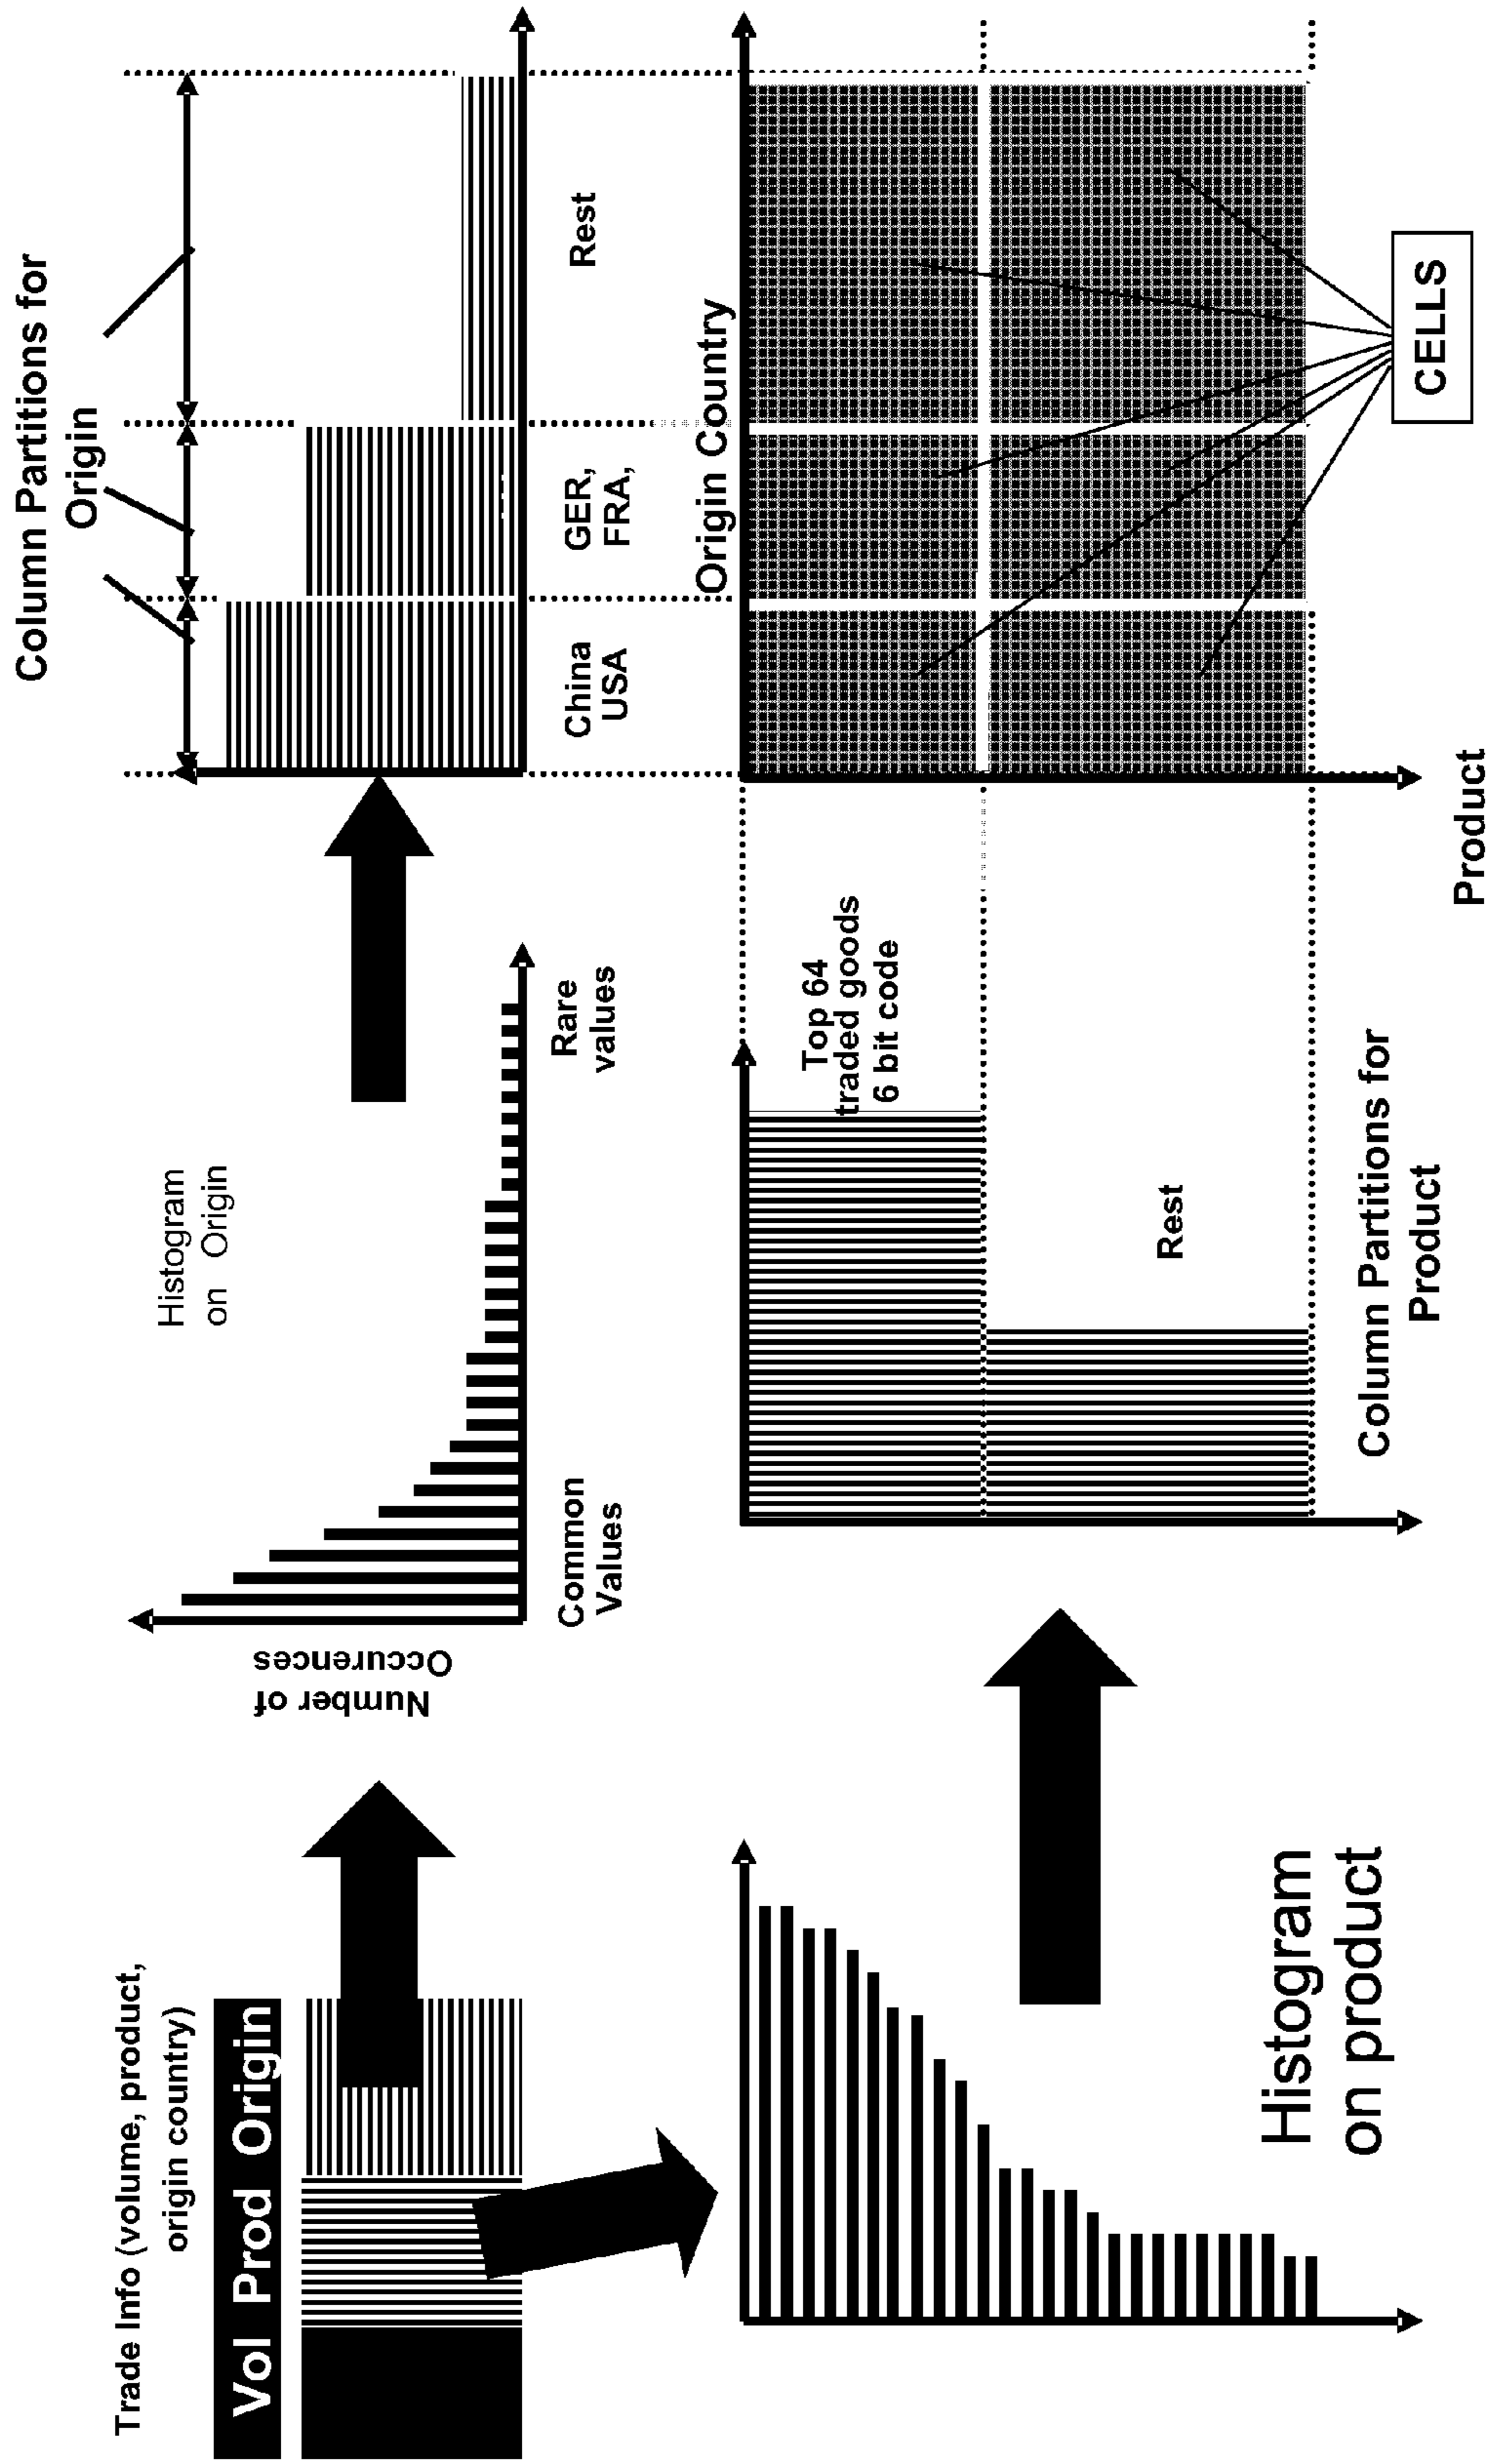 Trade Info (volume, product,
origin country)
Vol Prod Origin
Number of
Occurences
Histogram
on Origin
Common
Values
Rare
values
Column Partitions for
Origin
China
USA
GER,
FRA,
Rest
Histogram
on product
Top 64
traded goods
6 bit code
Rest
Column Partitions for
Product
Origin Country
Product
CELLS